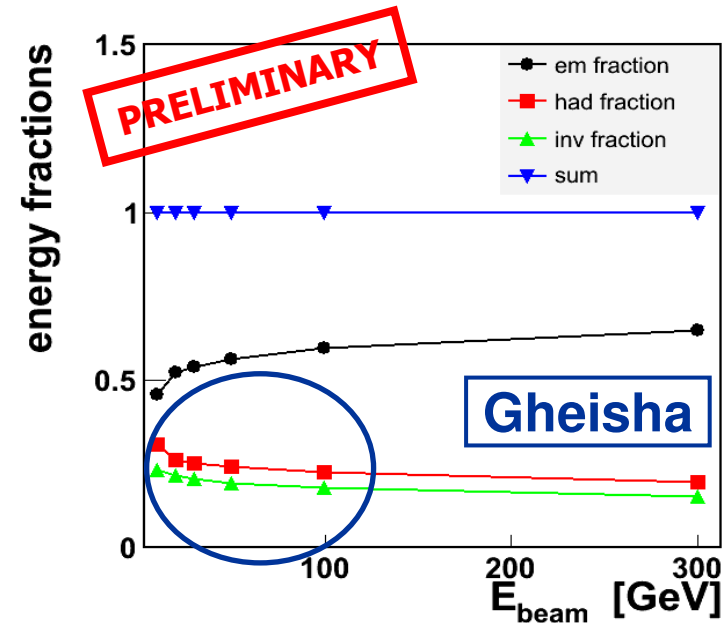 PRELIMINARY
energy fractions
1.5
1
0.5
0
em fraction
had fraction
inv fraction
sum
Gheisha
100
200
300
E_beam [GeV]